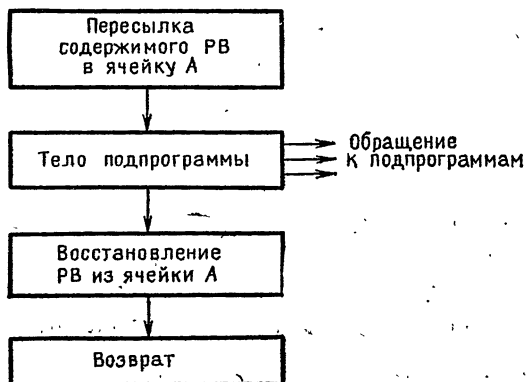 Пересылка
содержимого РВ
в ячейку А
Тело подпрограммы
Обращение
к подпрограммам
Восстановление
РВ из ячейки А
Возврат